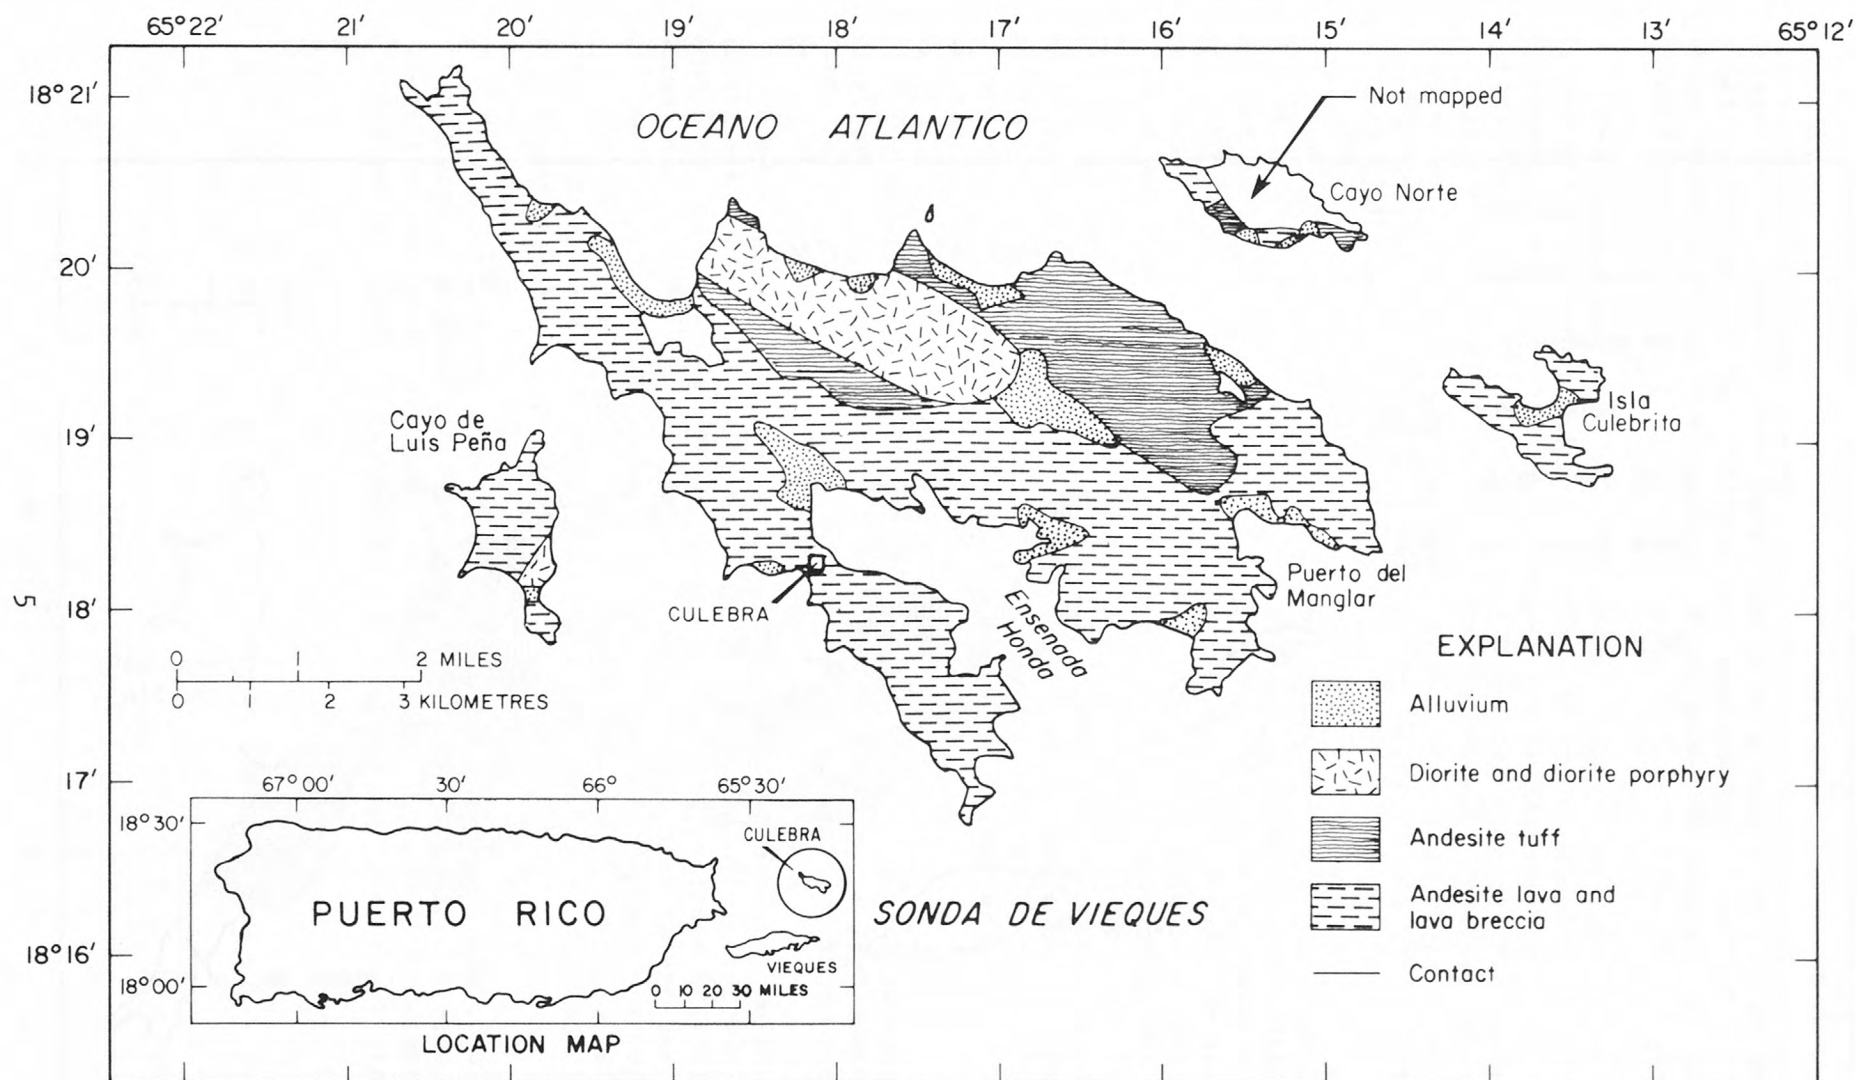 65°22′ 21′ 20′ 19′ 18′ 17′ 16′ 15′ 14′ 13′ 65°12′
18°21′
20′
19′
18′
17′
18°16′
OCEANO ATLANTICO
Not mapped
Cayo Norte
Isla
Culebrita
Cayo de
Luis Peña
CULEBRA
Ensenada
Honda
Puerto del
Manglar
5
0 1 2 MILES
0 1 2 3 KILOMETRES
67°00′ 30′ 66° 65°30′
18°30′
18°00′
CULEBRA
PUERTO RICO
VIEQUES
0 10 20 30 MILES
LOCATION MAP
SONDA DE VIEQUES
EXPLANATION
Alluvium
Diorite and diorite porphyry
Andesite tuff
Andesite lava and
lava breccia
Contact